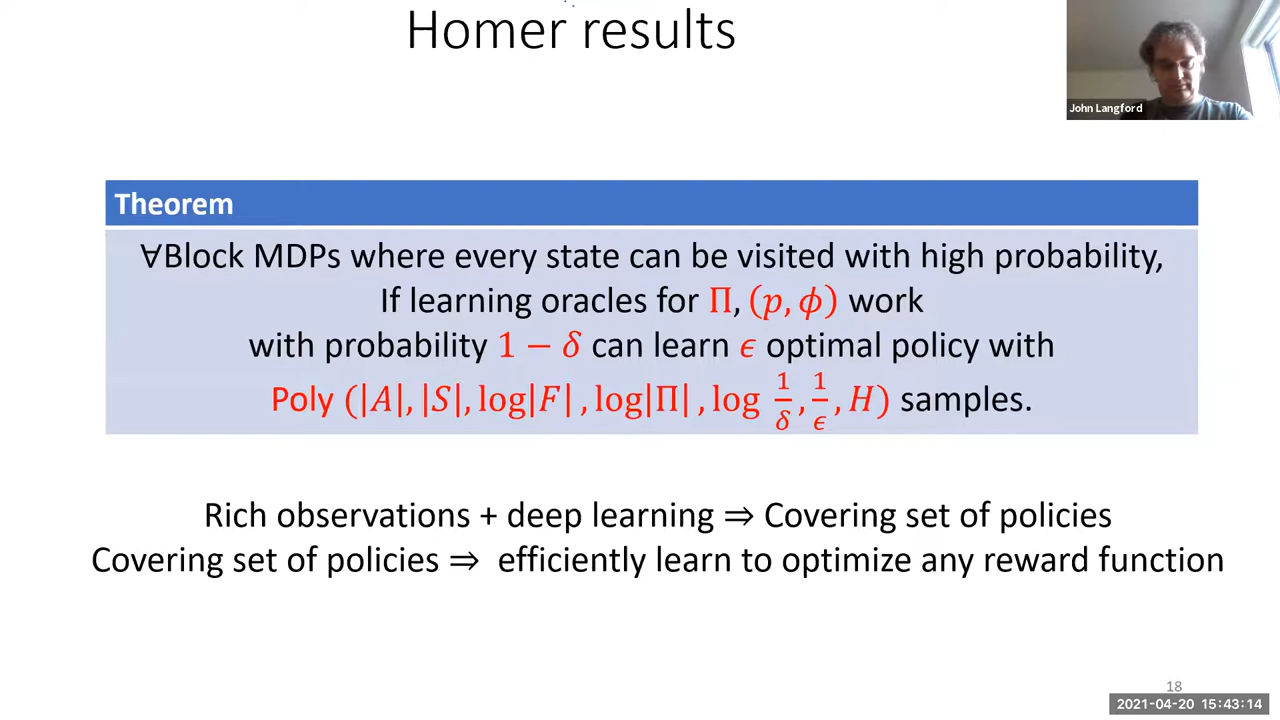 Homer results
John Langford
Theorem
∀Block MDPs where every state can be visited with high probability,
If learning oracles for Π, (p, ϕ) work
with probability 1 − δ can learn ϵ optimal policy with
Poly (|A|, |S|, log|F|, log|Π|, log 1/δ, 1/ϵ, H) samples.
Rich observations + deep learning ⇒ Covering set of policies
Covering set of policies ⇒ efficiently learn to optimize any reward function
18
2021-04-20 15:43:14